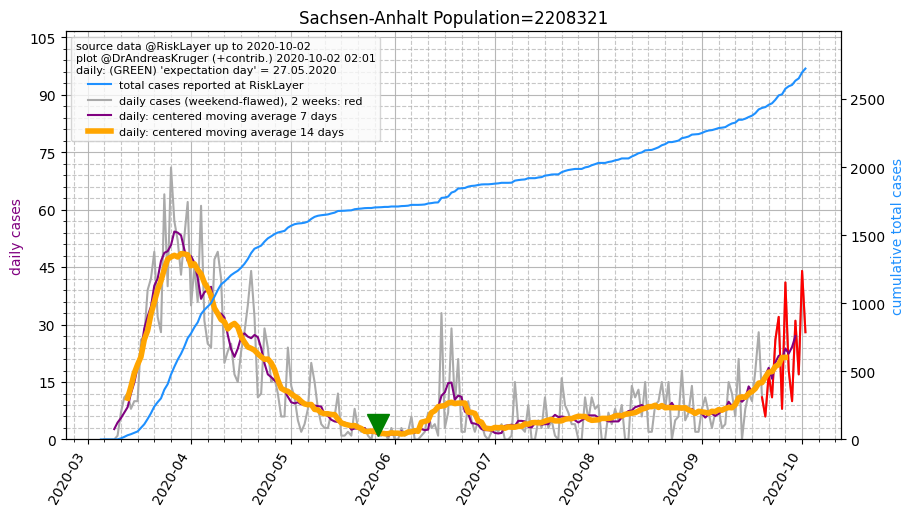 Sachsen-Anhalt Population=2208321
source data @RiskLayer up to 2020-10-02
plot @DrAndreasKruger (+contrib.) 2020-10-02 02:01
daily: (GREEN) 'expectation day' = 27.05.2020
total cases reported at RiskLayer
daily cases (weekend-flawed), 2 weeks: red
daily: centered moving average 7 days
daily: centered moving average 14 days
daily cases
105
90
75
60
45
30
15
0
cumulative total cases
2500
2000
1500
1000
500
0
2020-03
2020-04
2020-05
2020-06
2020-07
2020-08
2020-09
2020-10